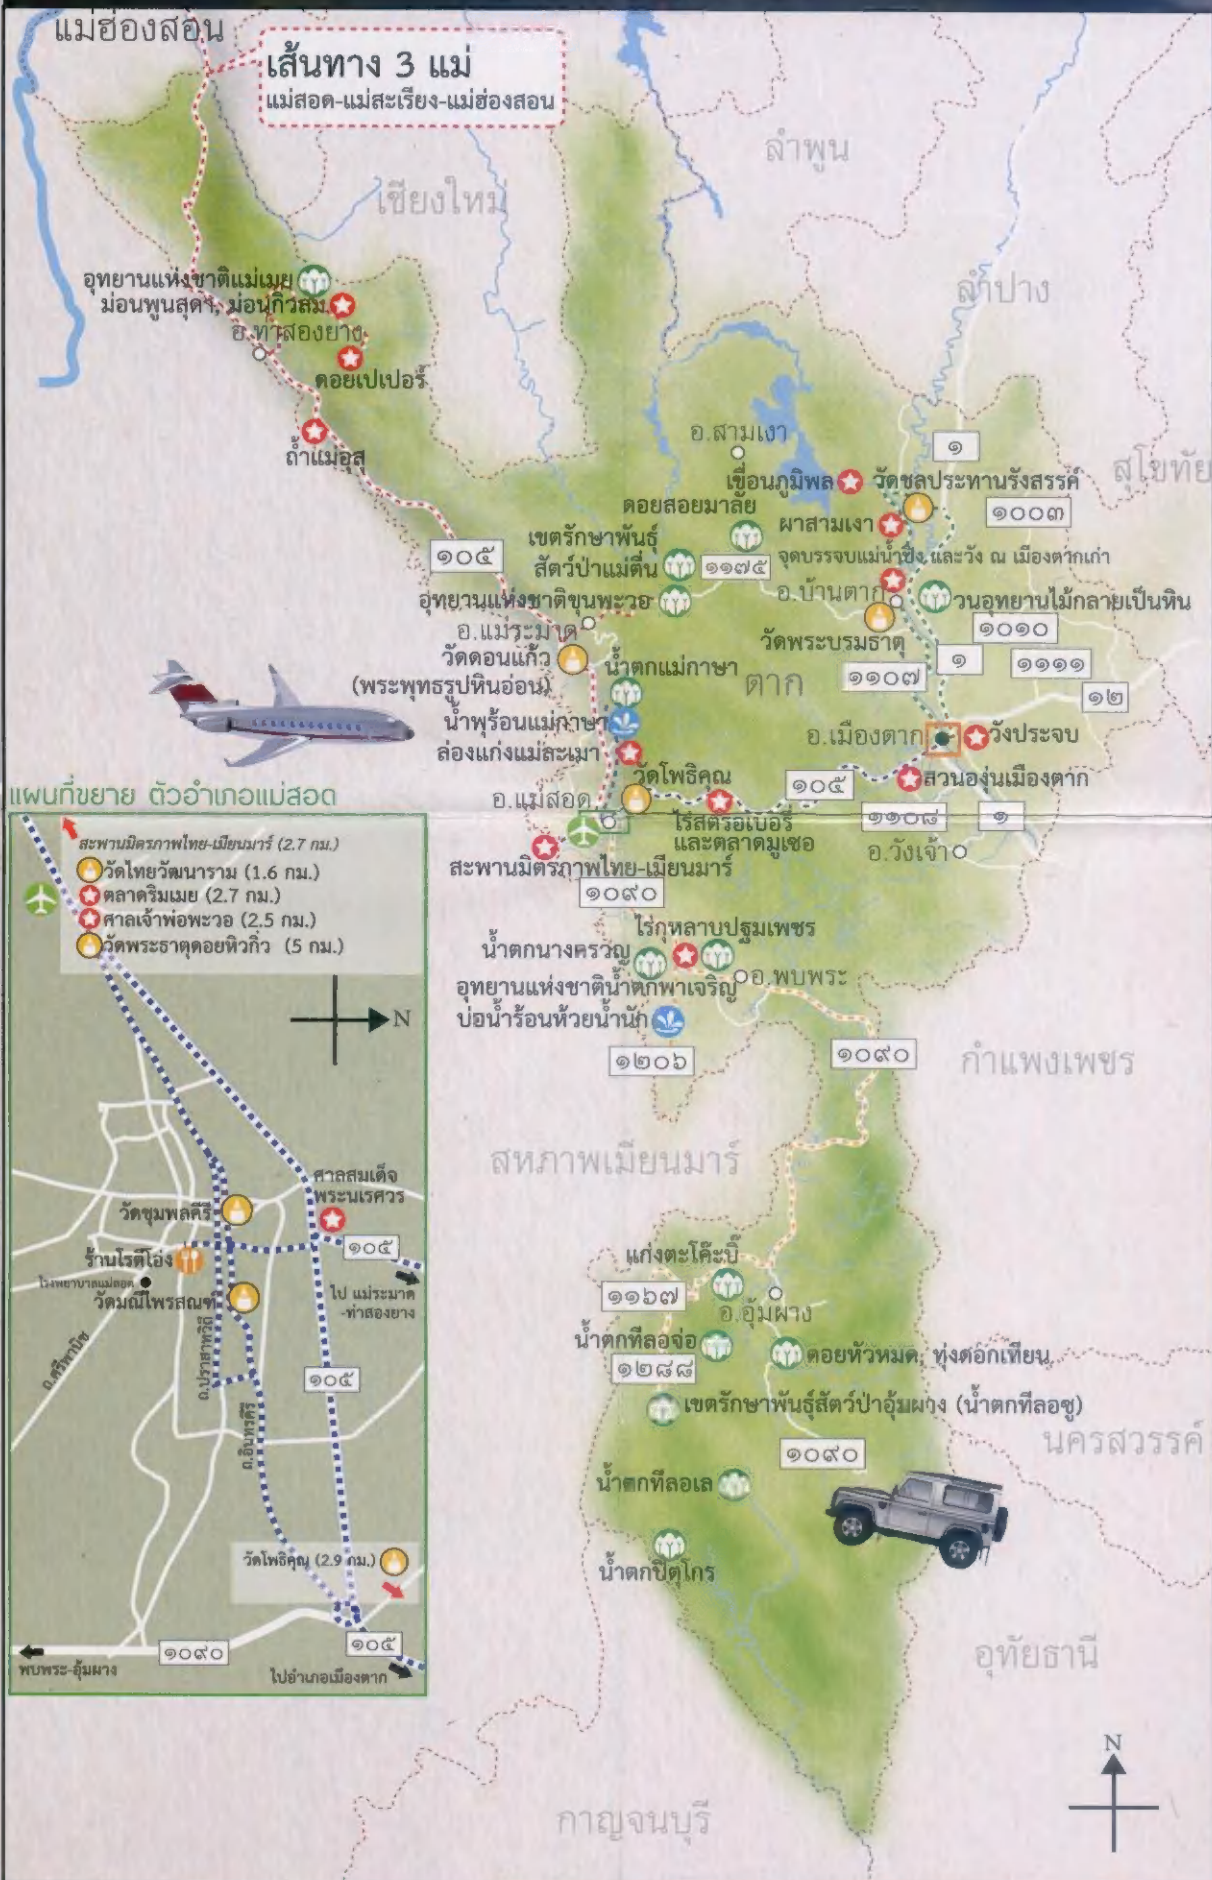 แม่ฮ่องสอน
เส้นทาง 3 แม่
แม่สอด-แม่สะเรียง-แม่ฮ่องสอน
ลำพูน
เชียงใหม่
ลำปาง
อุทยานแห่งชาติแม่เมย
ม่อนพูนสุดา, ม่อนกิ่วลม
อ.ท่าสองยาง
ดอยเปเปอร์
ถ้ำแม่อุสุ
อ.สามเงา
๑
สุโขทัย
เขื่อนภูมิพล
วัดชลประทานรังสรรค์
ดอยสอยมาลัย
๑๐๐๓
ผาสามเงา
เขตรักษาพันธุ์
สัตว์ป่าแม่ตื่น
๑๐๕
๑๑๗๕
จุดบรรจบแม่น้ำปิง และวัง ณ เมืองตากเก่า
อ.บ้านตาก
อุทยานแห่งชาติขุนพะวอ
วนอุทยานไม้กลายเป็นหิน
อ.แม่ระมาด
๑๐๑๐
วัดพระบรมธาตุ
วัดดอนแก้ว
(พระพุทธรูปหินอ่อน)
น้ำตกแม่กาษา
๑
๑๑๑๑
๑๑๐๗
ตาก
๑๒
น้ำพุร้อนแม่กาษา
อ.เมืองตาก
วังประจบ
ล่องแก่งแม่ละเมา
วัดโพธิคุณ
๑๐๕
สวนองุ่นเมืองตาก
อ.แม่สอด
ไร่สตรอเบอรี่
และตลาดมูเซอ
๑๑๐๘
๑
อ.วังเจ้า
สะพานมิตรภาพไทย-เมียนมาร์
๑๐๙๐
ไร่กุหลาบปฐมเพชร
น้ำตกนางครวญ
อ.พบพระ
อุทยานแห่งชาติน้ำตกพาเจริญ
บ่อน้ำร้อนห้วยน้ำนัก
๑๒๐๖
๑๐๙๐
กำแพงเพชร
สหภาพเมียนมาร์
แก่งตะโค๊ะบิ๊
๑๑๖๗
อ.อุ้มผาง
น้ำตกทีลอจ่อ
๑๒๘๘
ดอยหัวหมด, ทุ่งดอกเทียน
เขตรักษาพันธุ์สัตว์ป่าอุ้มผาง (น้ำตกทีลอซู)
นครสวรรค์
๑๐๙๐
น้ำตกทีลอเล
น้ำตกปิตุโกร
อุทัยธานี
กาญจนบุรี
N
แผนที่ขยาย ตัวอำเภอแม่สอด
สะพานมิตรภาพไทย-เมียนมาร์ (2.7 กม.)
วัดไทยวัฒนาราม (1.6 กม.)
ตลาดริมเมย (2.7 กม.)
ศาลเจ้าพ่อพะวอ (2.5 กม.)
วัดพระธาตุดอยหิวกิ่ว (5 กม.)
N
ศาลสมเด็จ
พระนเรศวร
วัดชุมพลคีรี
๑๐๕
ร้านโรตีโอ่ง
โรงพยาบาลแม่สอด
วัดมณีไพรสณฑ์
ไป แม่ระมาด
-ท่าสองยาง
ถ.ศรีพานิช
ถ.ประสาทวิถี
๑๐๕
ถ.อินทรคีรี
วัดโพธิคุณ (2.9 กม.)
๑๐๙๐
๑๐๕
พบพระ-อุ้มผาง
ไปอำเภอเมืองตาก